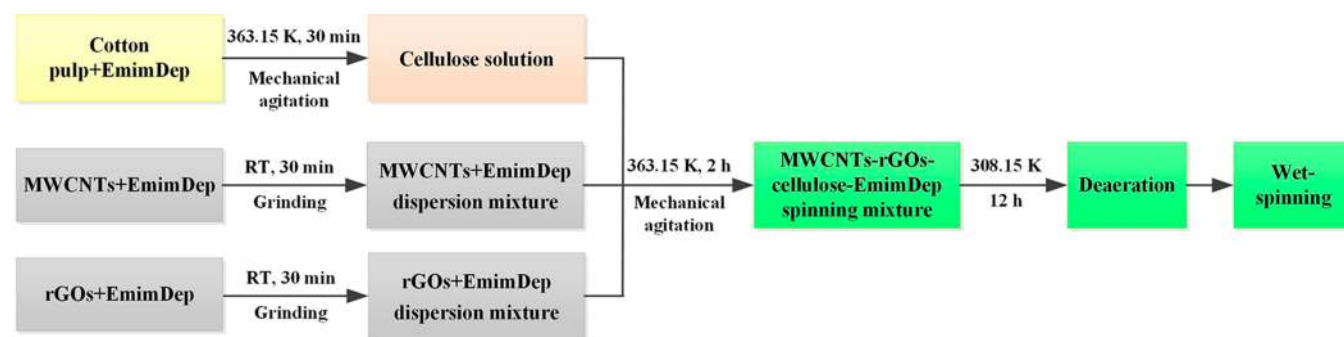 Cotton
pulp+EmimDep
363.15 K, 30 min
Mechanical
agitation
Cellulose solution
MWCNTs+EmimDep
RT, 30 min
Grinding
MWCNTs+EmimDep
dispersion mixture
rGOs+EmimDep
RT, 30 min
Grinding
rGOs+EmimDep
dispersion mixture
363.15 K, 2 h
Mechanical
agitation
MWCNTs-rGOs-
cellulose-EmimDep
spinning mixture
308.15 K
12 h
Deaeration
Wet-
spinning